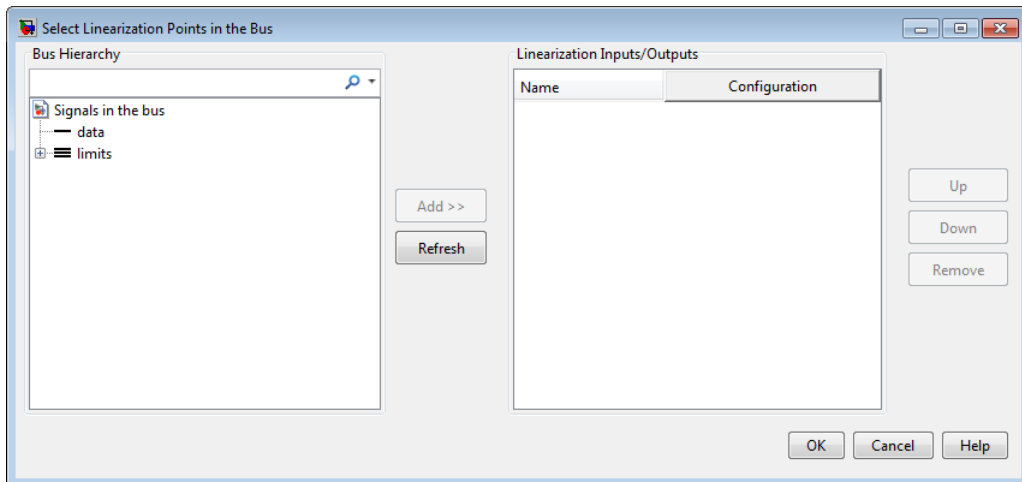 Select Linearization Points in the Bus
Bus Hierarchy
Signals in the bus
data
limits
Add >>
Refresh
Linearization Inputs/Outputs
Name Configuration
Up
Down
Remove
OK Cancel Help